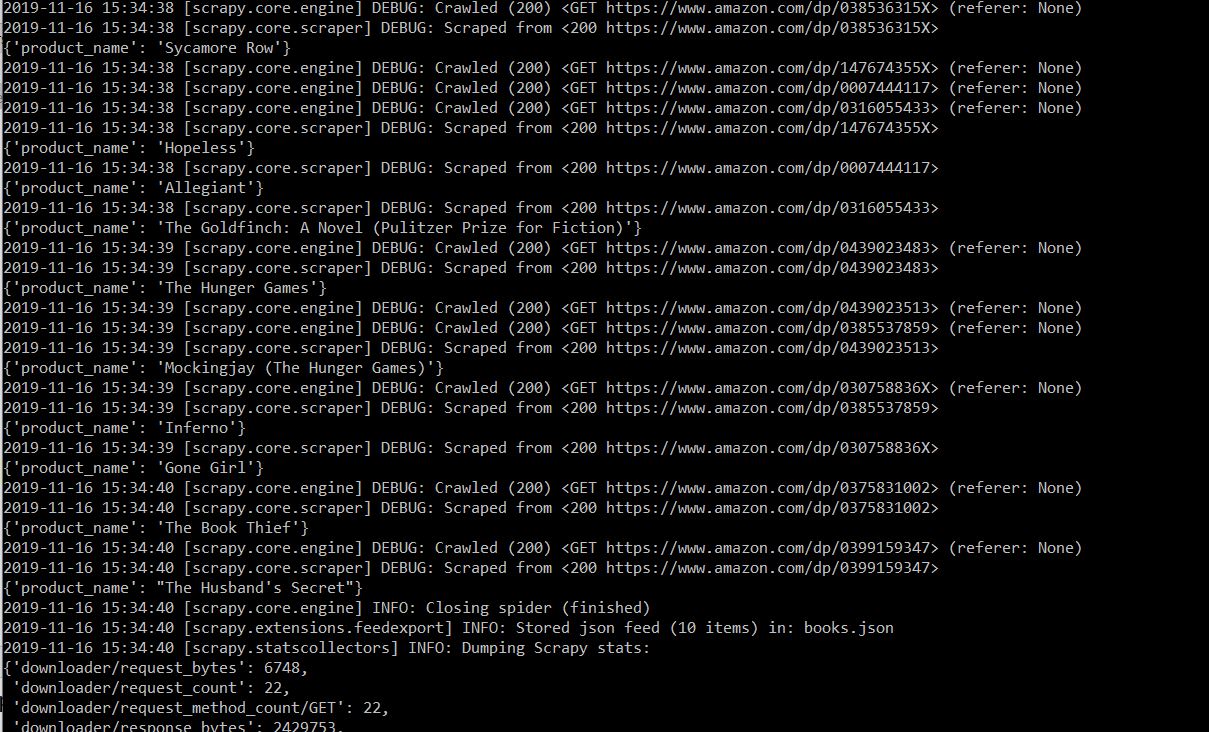 2019-11-16 15:34:38 [scrapy.core.engine] DEBUG: Crawled (200) <GET https://www.amazon.com/dp/038536315X> (referer: None)
2019-11-16 15:34:38 [scrapy.core.scraper] DEBUG: Scraped from <200 https://www.amazon.com/dp/038536315X>
{'product_name': 'Sycamore Row'}
2019-11-16 15:34:38 [scrapy.core.engine] DEBUG: Crawled (200) <GET https://www.amazon.com/dp/147674355X> (referer: None)
2019-11-16 15:34:38 [scrapy.core.engine] DEBUG: Crawled (200) <GET https://www.amazon.com/dp/0007444117> (referer: None)
2019-11-16 15:34:38 [scrapy.core.engine] DEBUG: Crawled (200) <GET https://www.amazon.com/dp/0316055433> (referer: None)
2019-11-16 15:34:38 [scrapy.core.scraper] DEBUG: Scraped from <200 https://www.amazon.com/dp/147674355X>
{'product_name': 'Hopeless'}
2019-11-16 15:34:38 [scrapy.core.scraper] DEBUG: Scraped from <200 https://www.amazon.com/dp/0007444117>
{'product_name': 'Allegiant'}
2019-11-16 15:34:38 [scrapy.core.scraper] DEBUG: Scraped from <200 https://www.amazon.com/dp/0316055433>
{'product_name': 'The Goldfinch: A Novel (Pulitzer Prize for Fiction)'}
2019-11-16 15:34:39 [scrapy.core.engine] DEBUG: Crawled (200) <GET https://www.amazon.com/dp/0439023483> (referer: None)
2019-11-16 15:34:39 [scrapy.core.scraper] DEBUG: Scraped from <200 https://www.amazon.com/dp/0439023483>
{'product_name': 'The Hunger Games'}
2019-11-16 15:34:39 [scrapy.core.engine] DEBUG: Crawled (200) <GET https://www.amazon.com/dp/0439023513> (referer: None)
2019-11-16 15:34:39 [scrapy.core.engine] DEBUG: Crawled (200) <GET https://www.amazon.com/dp/0385537859> (referer: None)
2019-11-16 15:34:39 [scrapy.core.scraper] DEBUG: Scraped from <200 https://www.amazon.com/dp/0439023513>
{'product_name': 'Mockingjay (The Hunger Games)'}
2019-11-16 15:34:39 [scrapy.core.engine] DEBUG: Crawled (200) <GET https://www.amazon.com/dp/030758836X> (referer: None)
2019-11-16 15:34:39 [scrapy.core.scraper] DEBUG: Scraped from <200 https://www.amazon.com/dp/0385537859>
{'product_name': 'Inferno'}
2019-11-16 15:34:39 [scrapy.core.scraper] DEBUG: Scraped from <200 https://www.amazon.com/dp/030758836X>
{'product_name': 'Gone Girl'}
2019-11-16 15:34:40 [scrapy.core.engine] DEBUG: Crawled (200) <GET https://www.amazon.com/dp/0375831002> (referer: None)
2019-11-16 15:34:40 [scrapy.core.scraper] DEBUG: Scraped from <200 https://www.amazon.com/dp/0375831002>
{'product_name': 'The Book Thief'}
2019-11-16 15:34:40 [scrapy.core.engine] DEBUG: Crawled (200) <GET https://www.amazon.com/dp/0399159347> (referer: None)
2019-11-16 15:34:40 [scrapy.core.scraper] DEBUG: Scraped from <200 https://www.amazon.com/dp/0399159347>
{'product_name': "The Husband's Secret"}
2019-11-16 15:34:40 [scrapy.core.engine] INFO: Closing spider (finished)
2019-11-16 15:34:40 [scrapy.extensions.feedexport] INFO: Stored json feed (10 items) in: books.json
2019-11-16 15:34:40 [scrapy.statscollectors] INFO: Dumping Scrapy stats:
{'downloader/request_bytes': 6748,
'downloader/request_count': 22,
'downloader/request_method_count/GET': 22,
'downloader/response_bytes': 2429753,